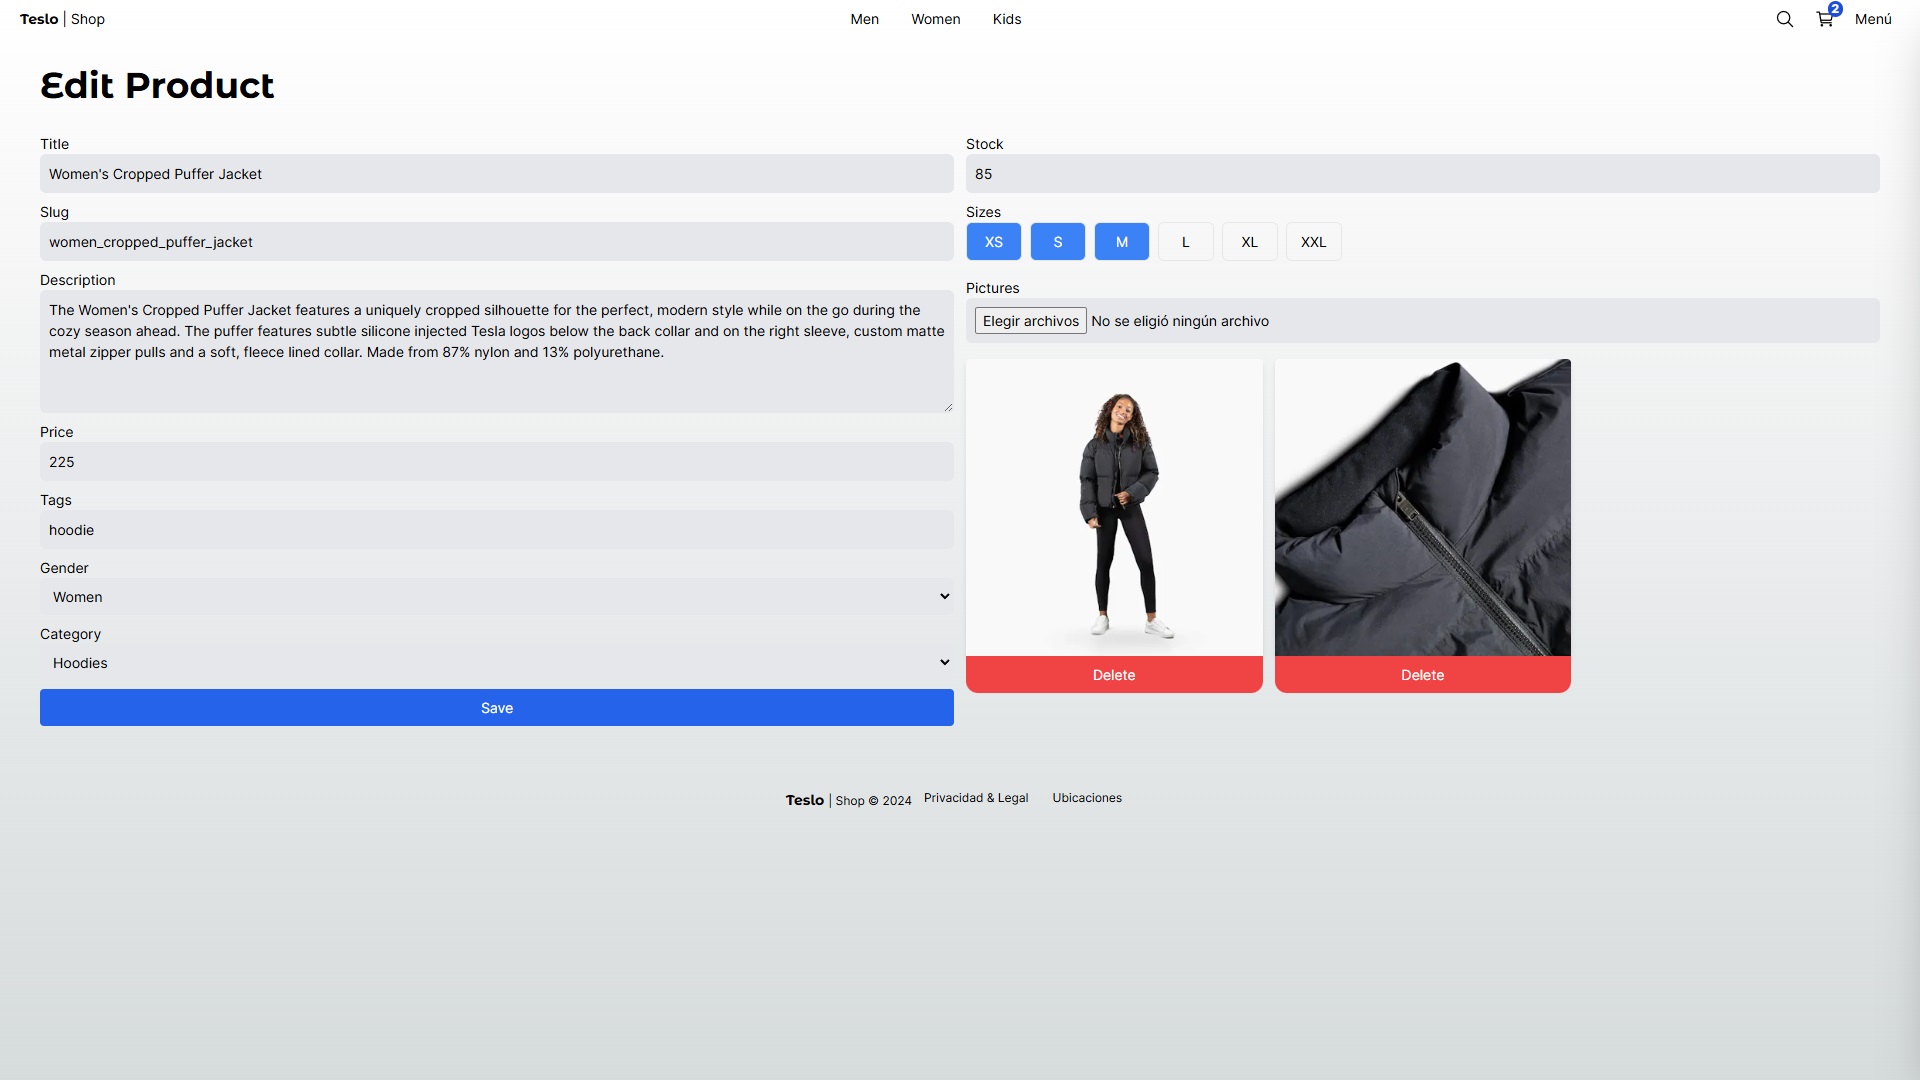 Teslo | Shop
Men
Women
Kids
2
Menú
Edit Product
Title
Women's Cropped Puffer Jacket
Slug
women_cropped_puffer_jacket
Description
The Women's Cropped Puffer Jacket features a uniquely cropped silhouette for the perfect, modern style while on the go during the
cozy season ahead. The puffer features subtle silicone injected Tesla logos below the back collar and on the right sleeve, custom matte
metal zipper pulls and a soft, fleece lined collar. Made from 87% nylon and 13% polyurethane.
Price
225
Tags
hoodie
Gender
Women
Category
Hoodies
Save
Stock
85
Sizes
XS
S
M
L
XL
XXL
Pictures
Elegir archivos No se eligió ningún archivo
Delete
Delete
Teslo | Shop © 2024
Privacidad & Legal
Ubicaciones